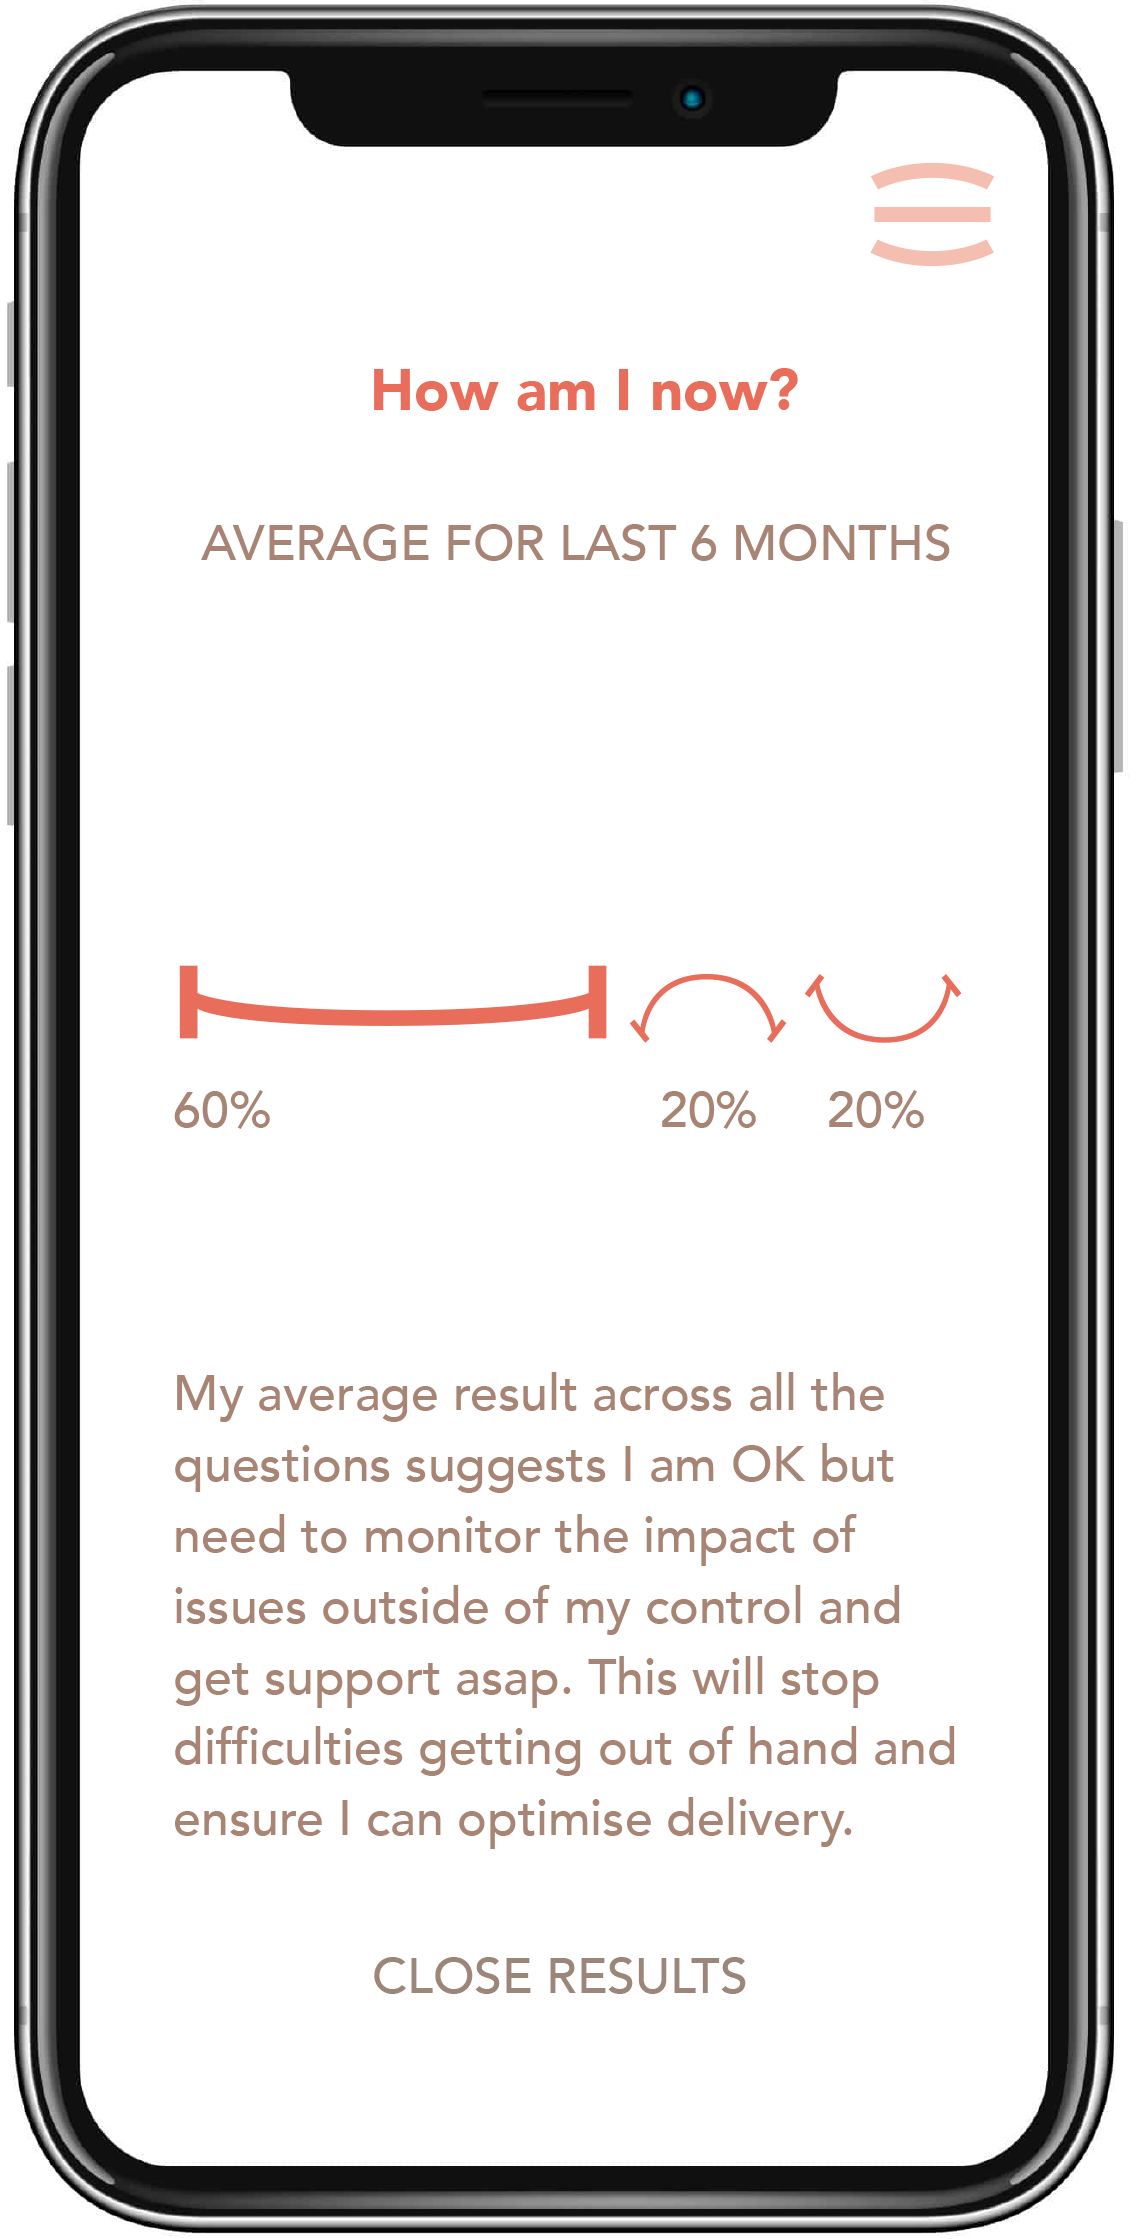 How am I now?
AVERAGE FOR LAST 6 MONTHS
60% 20% 20%
My average result across all the
questions suggests I am OK but
need to monitor the impact of
issues outside of my control and
get support asap. This will stop
difficulties getting out of hand and
ensure I can optimise delivery.
CLOSE RESULTS